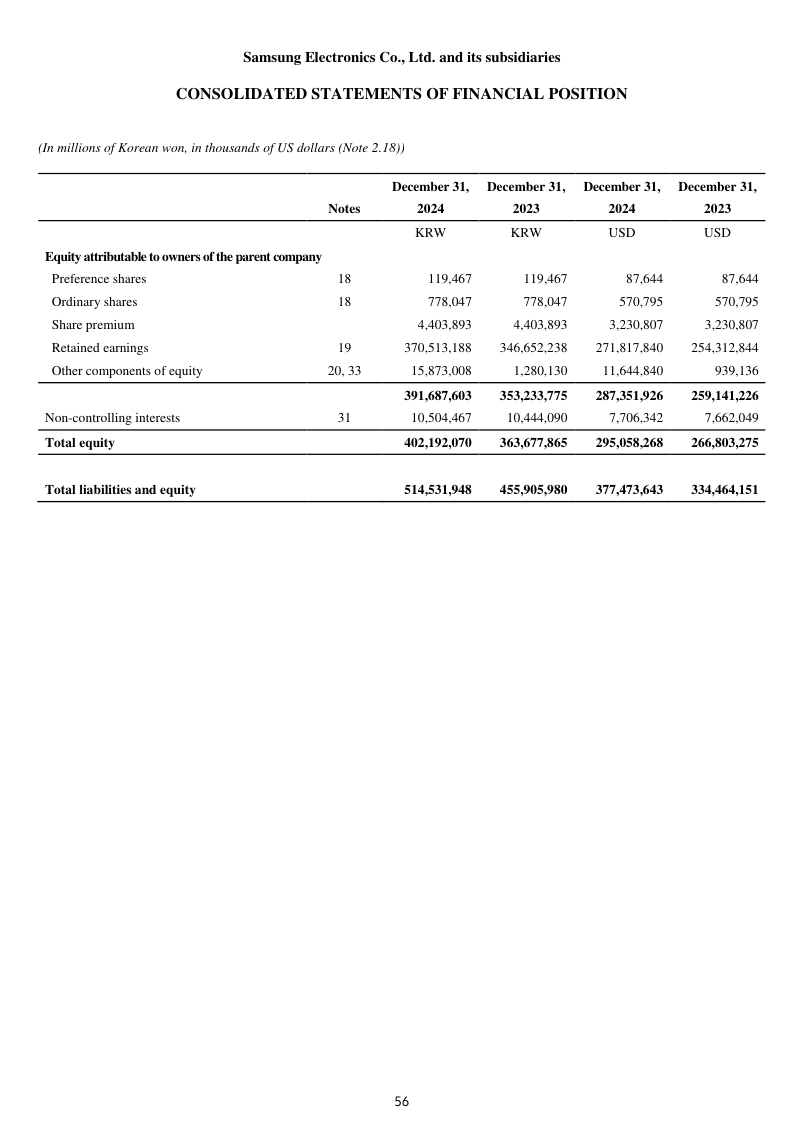 Samsung Electronics Co., Ltd. and its subsidiaries
CONSOLIDATED STATEMENTS OF FINANCIAL POSITION
(In millions of Korean won, in thousands of US dollars (Note 2.18))
December 31, December 31, December 31, December 31,
Notes 2024 2023 2024 2023
KRW KRW USD USD
Equity attributable to owners of the parent company
Preference shares 18 119,467 119,467 87,644 87,644
Ordinary shares 18 778,047 778,047 570,795 570,795
Share premium 4,403,893 4,403,893 3,230,807 3,230,807
Retained earnings 19 370,513,188 346,652,238 271,817,840 254,312,844
Other components of equity 20, 33 15,873,008 1,280,130 11,644,840 939,136
391,687,603 353,233,775 287,351,926 259,141,226
Non-controlling interests 31 10,504,467 10,444,090 7,706,342 7,662,049
Total equity 402,192,070 363,677,865 295,058,268 266,803,275
Total liabilities and equity 514,531,948 455,905,980 377,473,643 334,464,151
56